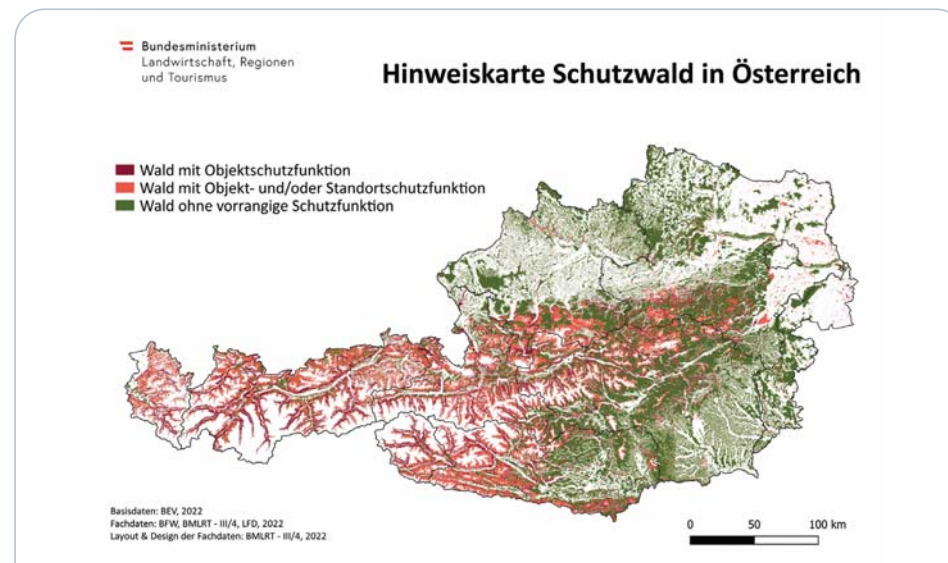 Bundesministerium
Landwirtschaft, Regionen
und Tourismus
Hinweiskarte Schutzwald in Österreich
Wald mit Objektschutzfunktion
Wald mit Objekt- und/oder Standortschutzfunktion
Wald ohne vorrangige Schutzfunktion
Basisdaten: BEV, 2022
Fachdaten: BFW, BMLRT - III/4, LFD, 2022
Layout & Design der Fachdaten: BMLRT - III/4, 2022
0 50 100 km